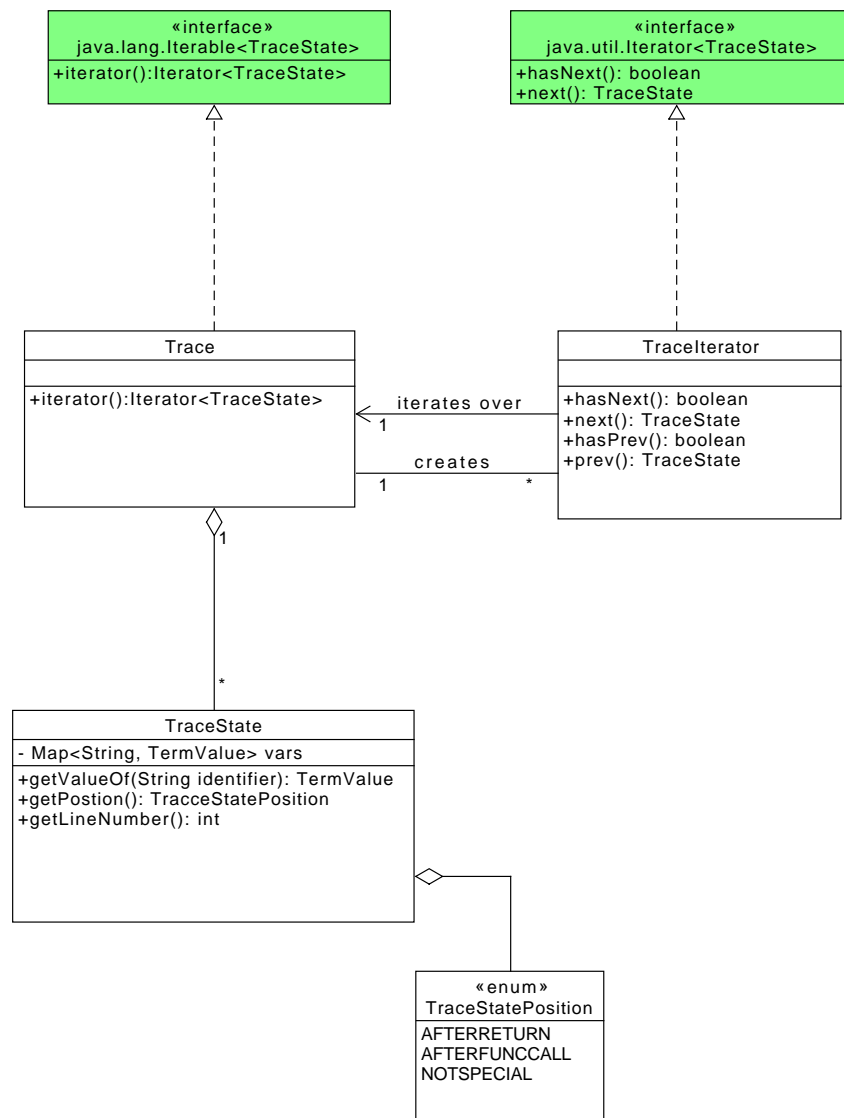 «interface»
java.lang.Iterable<TraceState>
+iterator():Iterator<TraceState>
«interface»
java.util.Iterator<TraceState>
+hasNext(): boolean
+next(): TraceState
Trace
+iterator():Iterator<TraceState>
TraceIterator
+hasNext(): boolean
+next(): TraceState
+hasPrev(): boolean
+prev(): TraceState
iterates over
1
creates
1
*
1
*
TraceState
- Map<String, TermValue> vars
+getValueOf(String identifier): TermValue
+getPostion(): TracceStatePosition
+getLineNumber(): int
«enum»
TraceStatePosition
AFTERRETURN
AFTERFUNCCALL
NOTSPECIAL